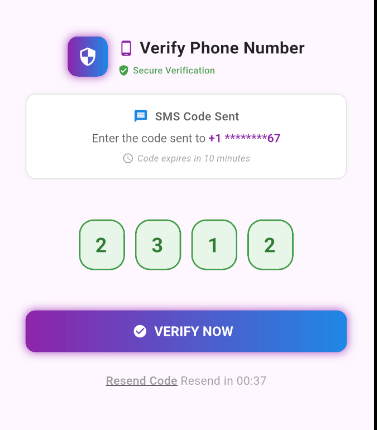 Verify Phone Number
Secure Verification
SMS Code Sent
Enter the code sent to +1 ********67
Code expires in 10 minutes
2 3 1 2
VERIFY NOW
Resend Code Resend in 00:37